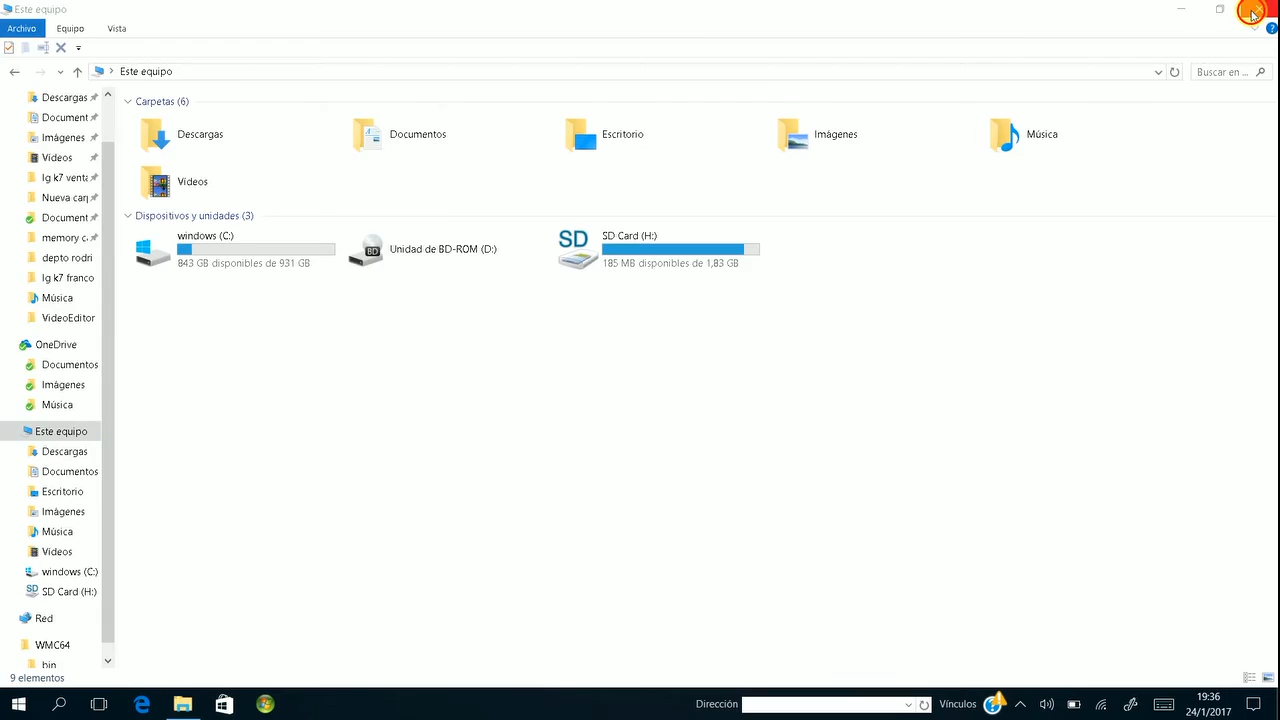 Este equipo
Archivo
Equipo
Vista
?
Este equipo
Buscar en ...
Descargas
Document
Imágenes
Vídeos
lg k7 venta
Nueva carp
Document
memory c
depto rodri
lg k7 franco
Música
VideoEditor
OneDrive
Documentos
Imágenes
Música
Este equipo
Descargas
Documentos
Escritorio
Imágenes
Música
Vídeos
windows (C:)
SD SD Card (H:)
Red
WMC64
bin
Carpetas (6)
Descargas
Documentos
Escritorio
Imágenes
Música
Vídeos
Dispositivos y unidades (3)
windows (C:)
843 GB disponibles de 931 GB
BD
Unidad de BD-ROM (D:)
SD
SD Card (H:)
185 MB disponibles de 1,83 GB
9 elementos
Dirección
Vínculos
19:36
24/1/2017